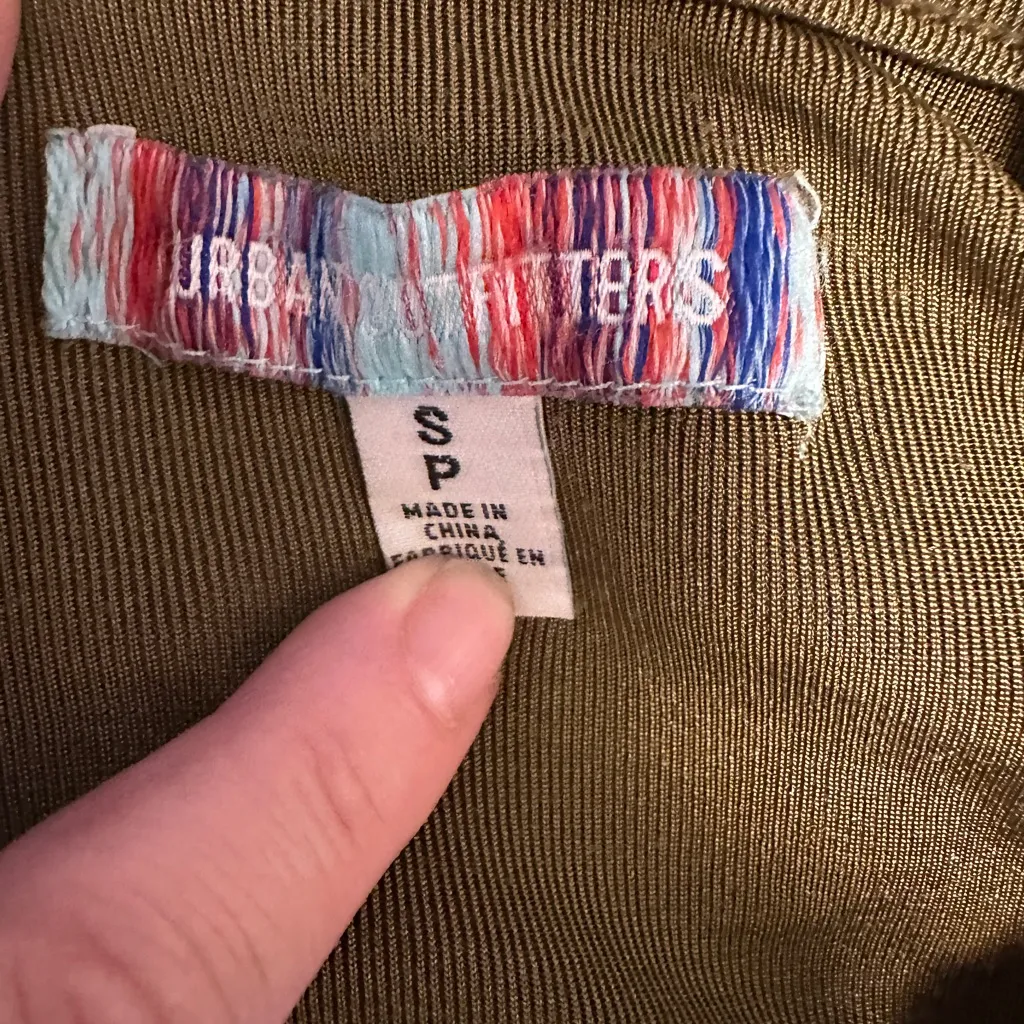 URBAN OUTFITTERS
S
P
MADE IN
CHINA
FABRIQUÉ EN